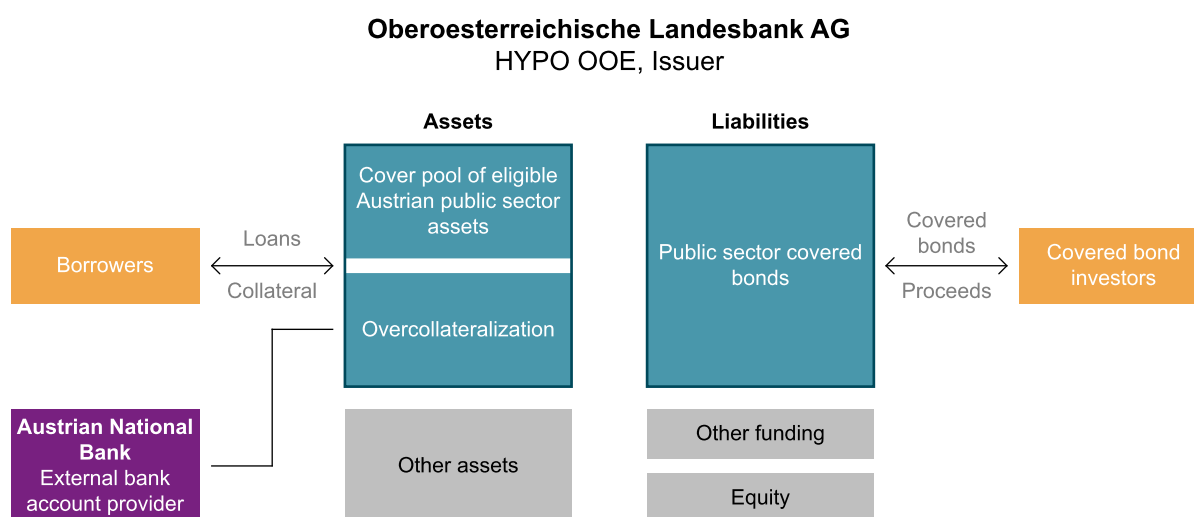 Oberoesterreichische Landesbank AG
HYPO OOE, Issuer
Assets
Liabilities
Cover pool of eligible
Austrian public sector
assets
Overcollateralization
Public sector covered
bonds
Borrowers
Loans
Collateral
Covered
bonds
Proceeds
Covered bond
investors
Austrian National
Bank
External bank
account provider
Other assets
Other funding
Equity